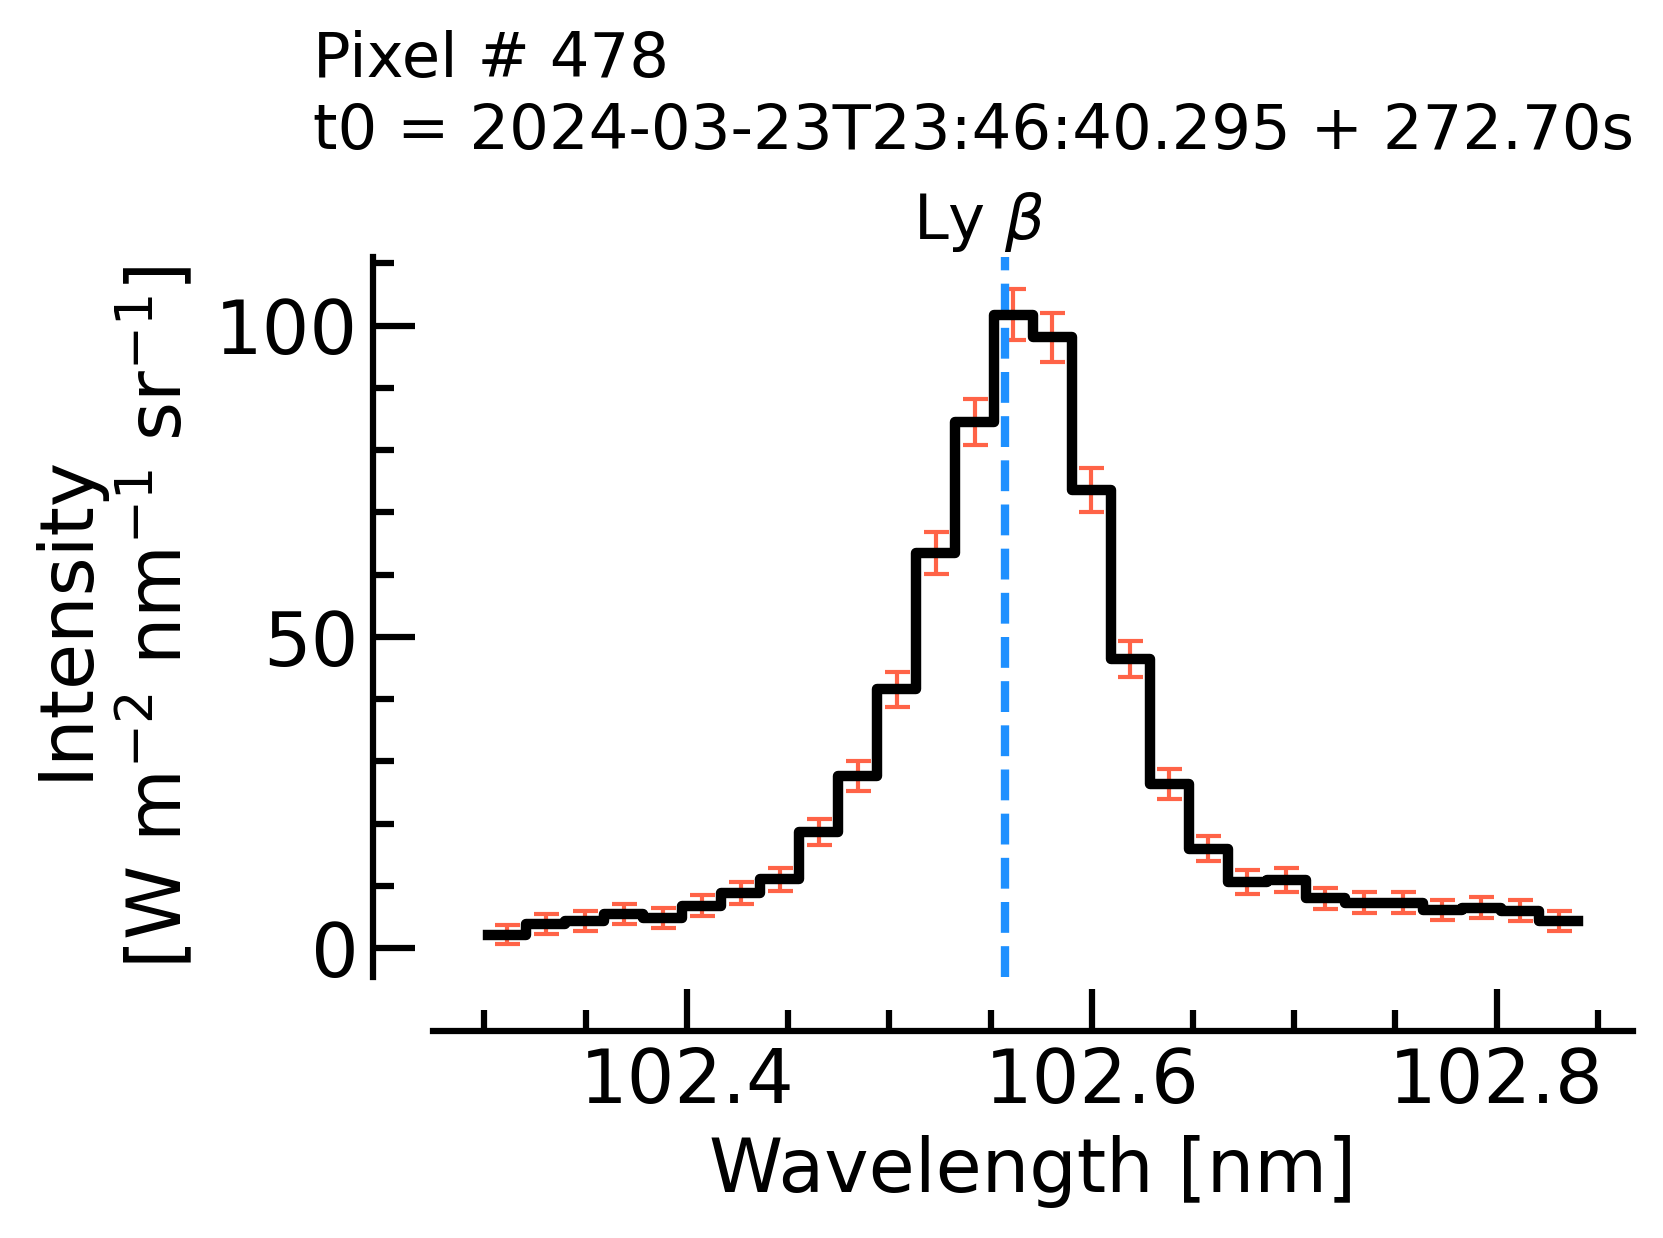 Pixel # 478
t0 = 2024-03-23T23:46:40.295 + 272.70s
Ly β
Intensity
[W m⁻² nm⁻¹ sr⁻¹]
100
50
0
102.4 102.6 102.8
Wavelength [nm]